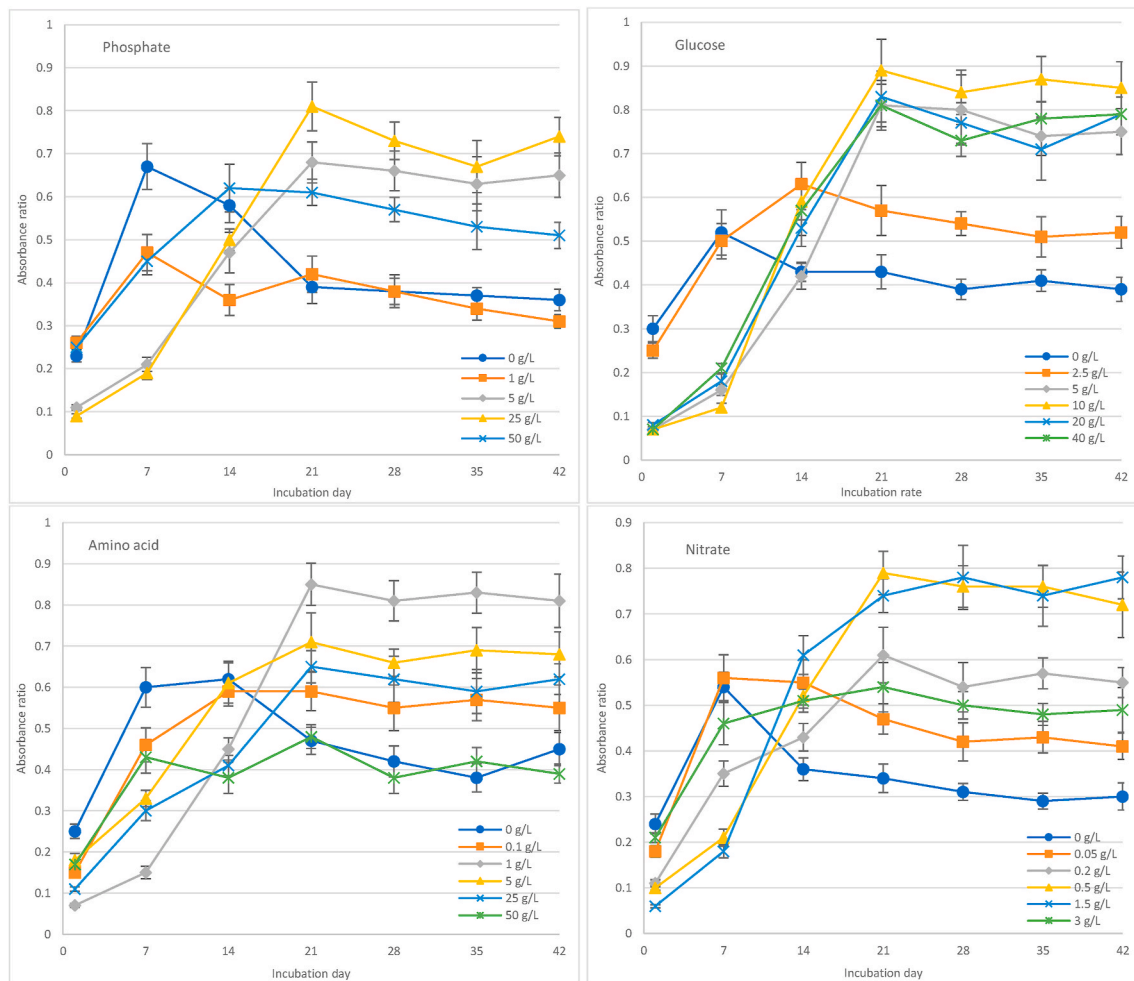 Phosphate
1
0.9
0.8
0.7
0.6
0.5
0.4
0.3
0.2
0.1
0
Absorbance ratio
0 7 14 21 28 35 42
Incubation day
0 g/L
1 g/L
5 g/L
25 g/L
50 g/L
Glucose
1
0.9
0.8
0.7
0.6
0.5
0.4
0.3
0.2
0.1
0
Absorbance ratio
0 7 14 21 28 35 42
Incubation rate
0 g/L
2.5 g/L
5 g/L
10 g/L
20 g/L
40 g/L
Amino acid
1
0.9
0.8
0.7
0.6
0.5
0.4
0.3
0.2
0.1
0
Absorbance ratio
0 7 14 21 28 35 42
Incubation day
0 g/L
0.1 g/L
1 g/L
5 g/L
25 g/L
50 g/L
Nitrate
0.9
0.8
0.7
0.6
0.5
0.4
0.3
0.2
0.1
0
Absorbance ratio
0 7 14 21 28 35 42
Incubation day
0 g/L
0.05 g/L
0.2 g/L
0.5 g/L
1.5 g/L
3 g/L